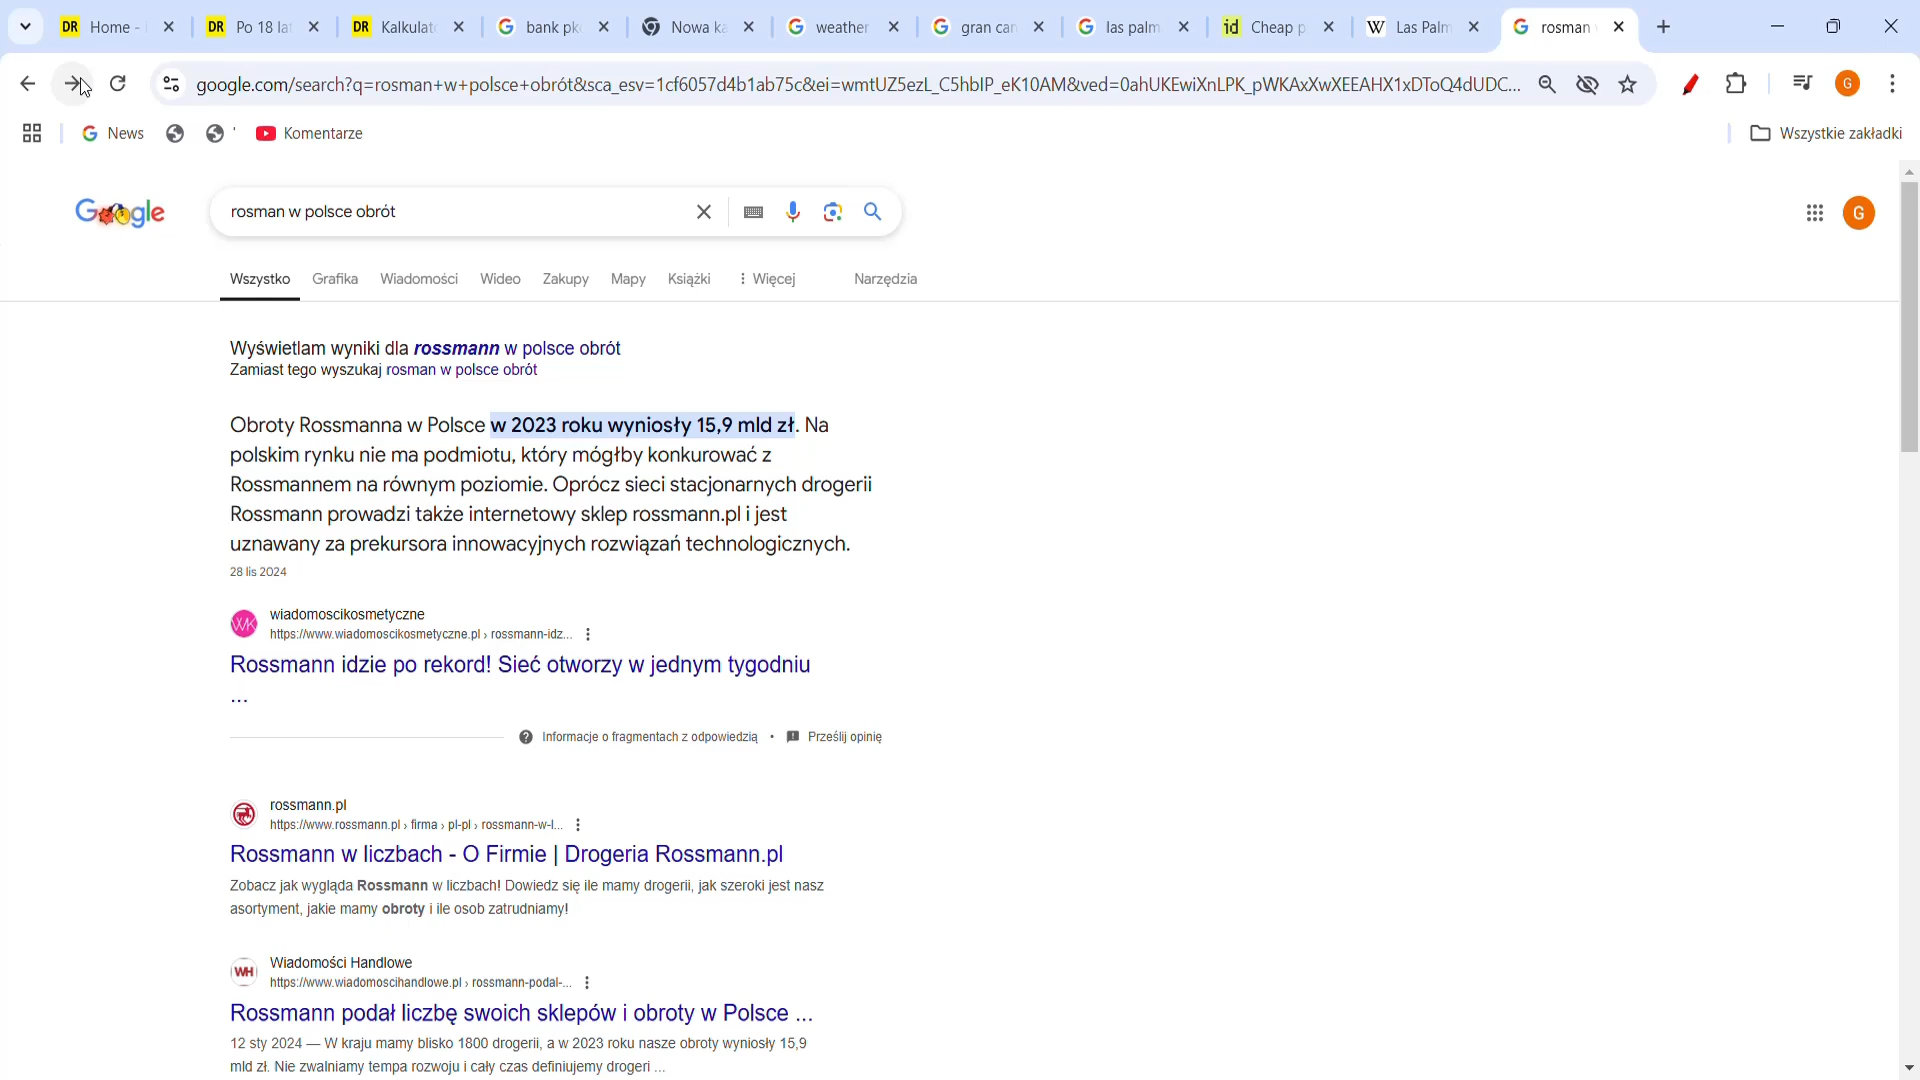 Home -
Po 18 lat
Kalkulato
bank pko
Nowa ka
weather
gran can
las palm
Cheap p
Las Palm
rosman
google.com/search?q=rosman+w+polsce+obrót&sca_esv=1cf6057d4b1ab75c&ei=wmtUZ5ezL_C5hbIP_eK10AM&ved=0ahUKEwiXnLPK_pWKAxXwXEEAHX1xDToQ4dUDC...
G
News
'
Komentarze
Wszystkie zakładki
Google
rosman w polsce obrót
G
Wszystko Grafika Wiadomości Wideo Zakupy Mapy Książki Więcej Narzędzia
Wyświetlam wyniki dla rossmann w polsce obrót
Zamiast tego wyszukaj rosman w polsce obrót
Obroty Rossmanna w Polsce w 2023 roku wyniosły 15,9 mld zł. Na
polskim rynku nie ma podmiotu, który mógłby konkurować z
Rossmannem na równym poziomie. Oprócz sieci stacjonarnych drogerii
Rossmann prowadzi także internetowy sklep rossmann.pl i jest
uznawany za prekursora innowacyjnych rozwiązań technologicznych.
28 lis 2024
wiadomoscikosmetyczne
https://www.wiadomoscikosmetyczne.pl › rossmann-idz...
Rossmann idzie po rekord! Sieć otworzy w jednym tygodniu
...
Informacje o fragmentach z odpowiedzią • Prześlij opinię
rossmann.pl
https://www.rossmann.pl › firma › pl-pl › rossmann-w-l...
Rossmann w liczbach - O Firmie | Drogeria Rossmann.pl
Zobacz jak wygląda Rossmann w liczbach! Dowiedz się ile mamy drogerii, jak szeroki jest nasz
asortyment, jakie mamy obroty i ile osob zatrudniamy!
WH
Wiadomości Handlowe
https://www.wiadomoscihandlowe.pl › rossmann-podal-...
Rossmann podał liczbę swoich sklepów i obroty w Polsce ...
12 sty 2024 — W kraju mamy blisko 1800 drogerii, a w 2023 roku nasze obroty wyniosły 15,9
mld zł. Nie zwalniamy tempa rozwoju i cały czas definiujemy drogeri ...